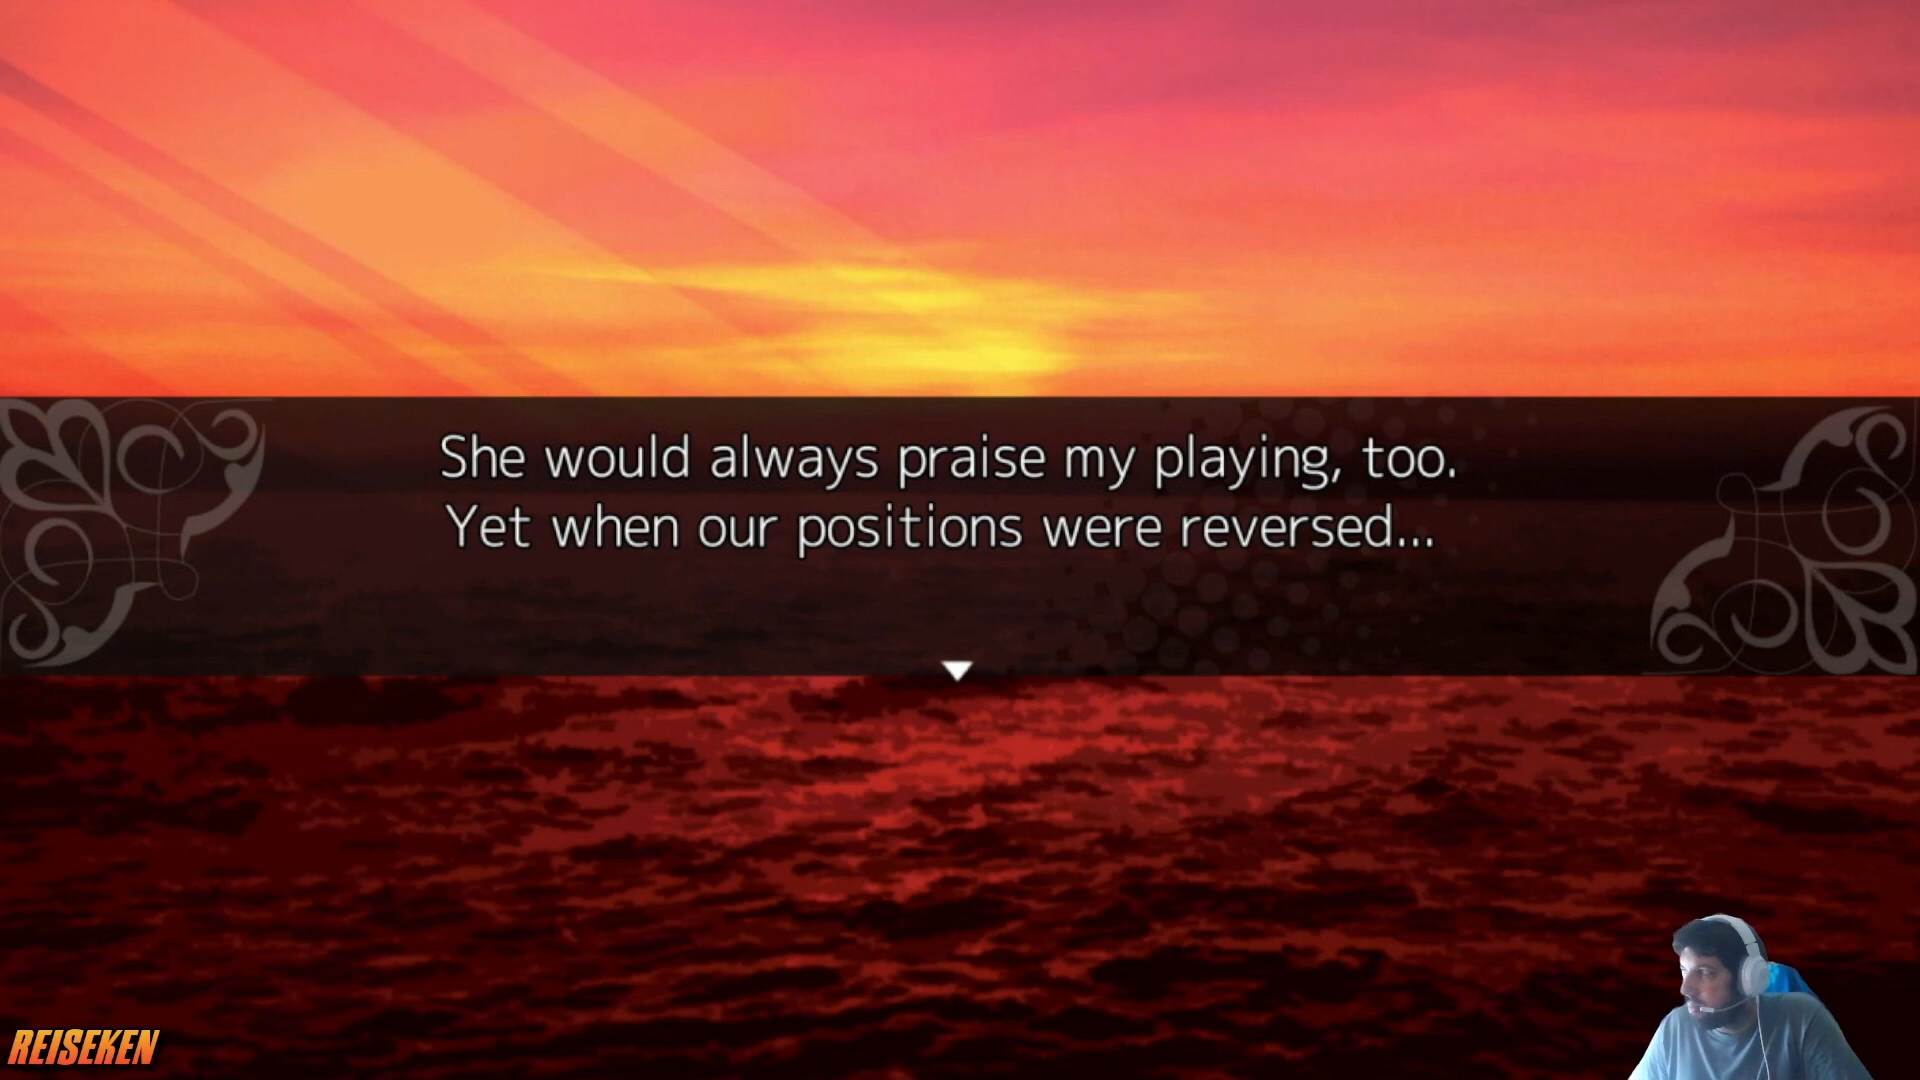 She would always praise my playing, too.
Yet when our positions were reversed...
REISEKEN